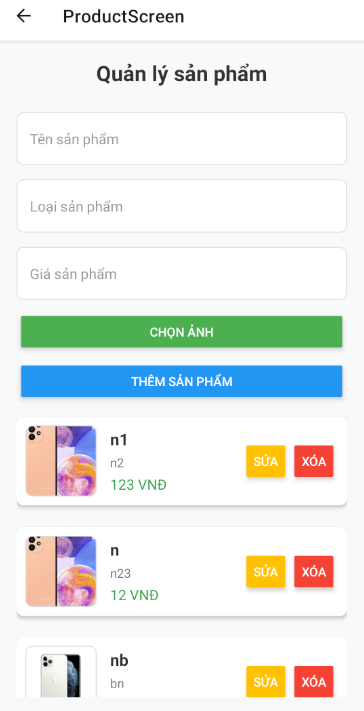 ProductScreen
Quản lý sản phẩm
Tên sản phẩm
Loại sản phẩm
Giá sản phẩm
CHỌN ẢNH
THÊM SẢN PHẨM
n1
n2
123 VNĐ
SỬA
XÓA
n
n23
12 VNĐ
SỬA
XÓA
nb
bn
SỬA
XÓA